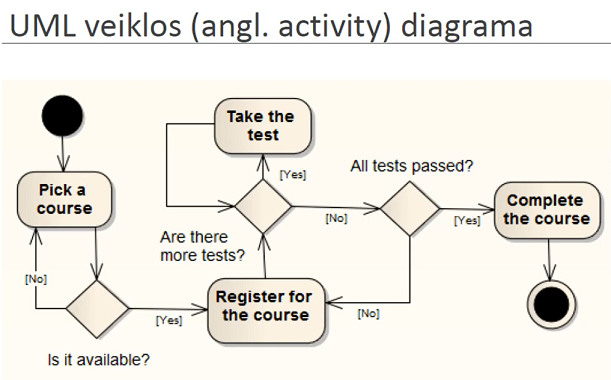 UML veiklos (angl. activity) diagrama
Take the
test
[Yes]
All tests passed?
Pick a
course
Complete
the course
[No]
[Yes]
Are there
more tests?
[No]
Register for
the course
[Yes]
[No]
Is it available?